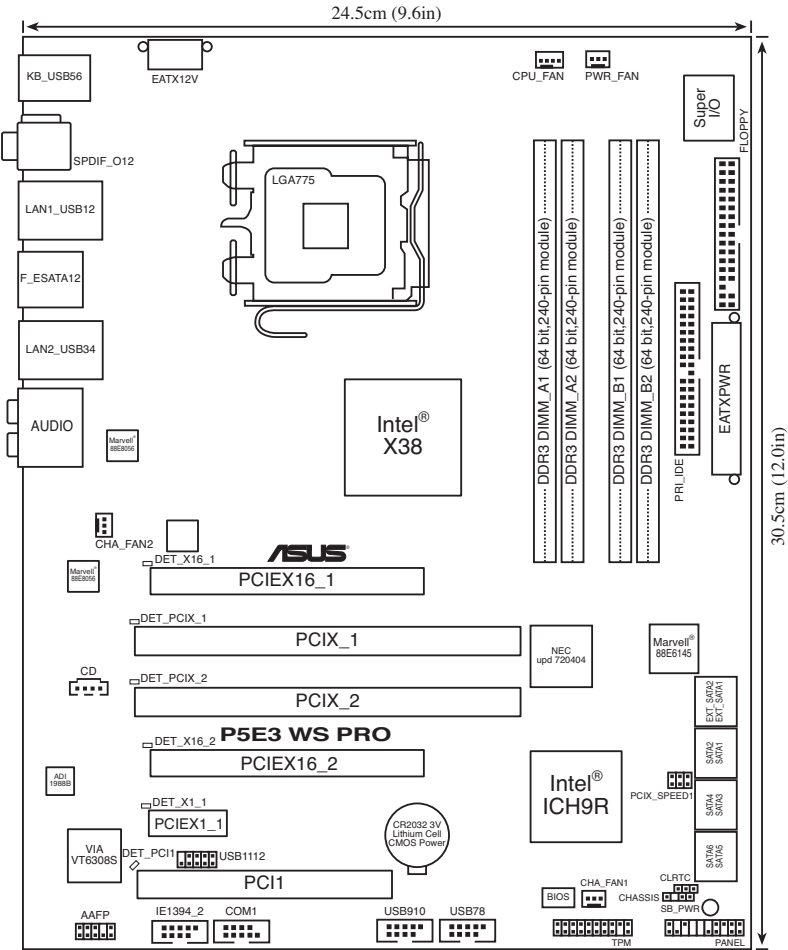 24.5cm (9.6in)
KB_USB56
EATX12V
CPU_FAN
PWR_FAN
Super
I/O
FLOPPY
SPDIF_O12
LGA775
LAN1_USB12
F_ESATA12
LAN2_USB34
AUDIO
Marvell®
88E8056
Intel®
X38
DDR3 DIMM_A1 (64 bit,240-pin module)
DDR3 DIMM_A2 (64 bit,240-pin module)
DDR3 DIMM_B1 (64 bit,240-pin module)
DDR3 DIMM_B2 (64 bit,240-pin module)
PRI_IDE
EATXPWR
30.5cm (12.0in)
CHA_FAN2
ASUS
DET_X16_1
PCIEX16_1
Marvell®
88E8056
DET_PCIX_1
PCIX_1
NEC
upd 720404
Marvell®
88E6145
CD
DET_PCIX_2
PCIX_2
EXT_SATA2
EXT_SATA1
P5E3 WS PRO
DET_X16_2
PCIEX16_2
SATA2
SATA1
ADI
1988B
Intel®
ICH9R
PCIX_SPEED1
SATA4
SATA3
DET_X1_1
PCIEX1_1
CR2032 3V
Lithium Cell
CMOS Power
VIA
VT6308S
DET_PCI1
USB1112
SATA6
SATA5
PCI1
BIOS
CHA_FAN1
CLRTC
CHASSIS
SB_PWR
AAFP
IE1394_2
COM1
USB910
USB78
TPM
PANEL